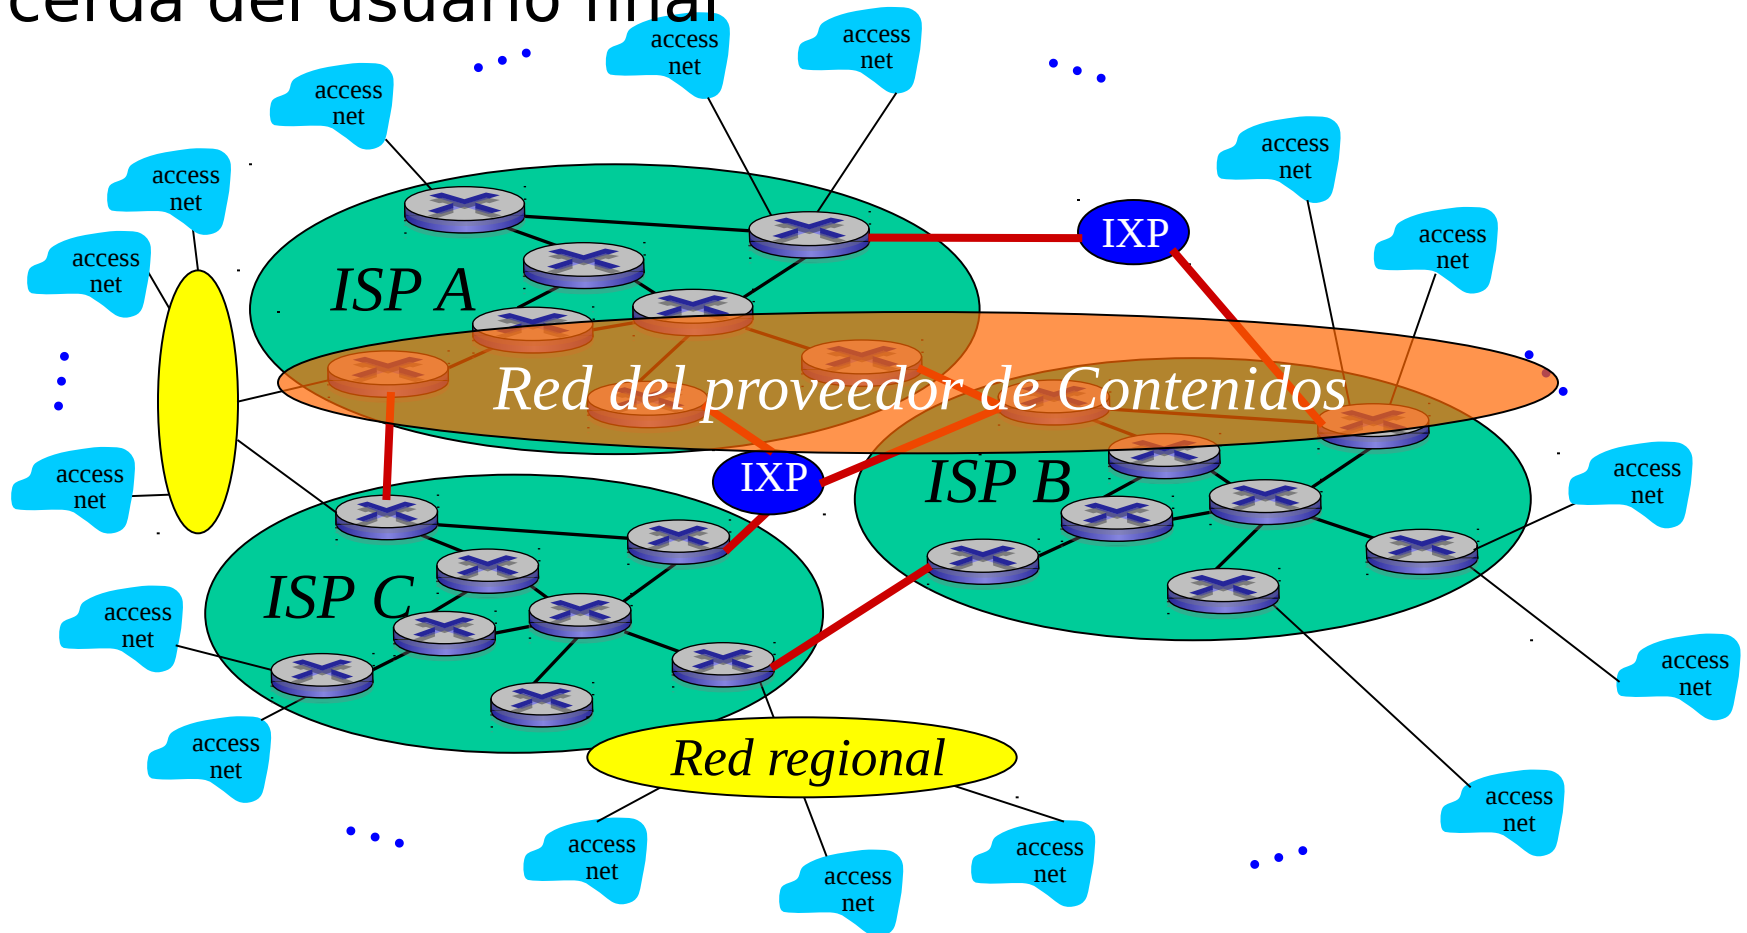 cerda del usuario final
access
net
access
net
access
net
access
net
access
net
access
net
IXP
access
net
access
net
ISP A
Red del proveedor de Contenidos
IXP
ISP B
access
net
access
net
ISP C
access
net
access
net
access
net
Red regional
access
net
access
net
access
net
access
net